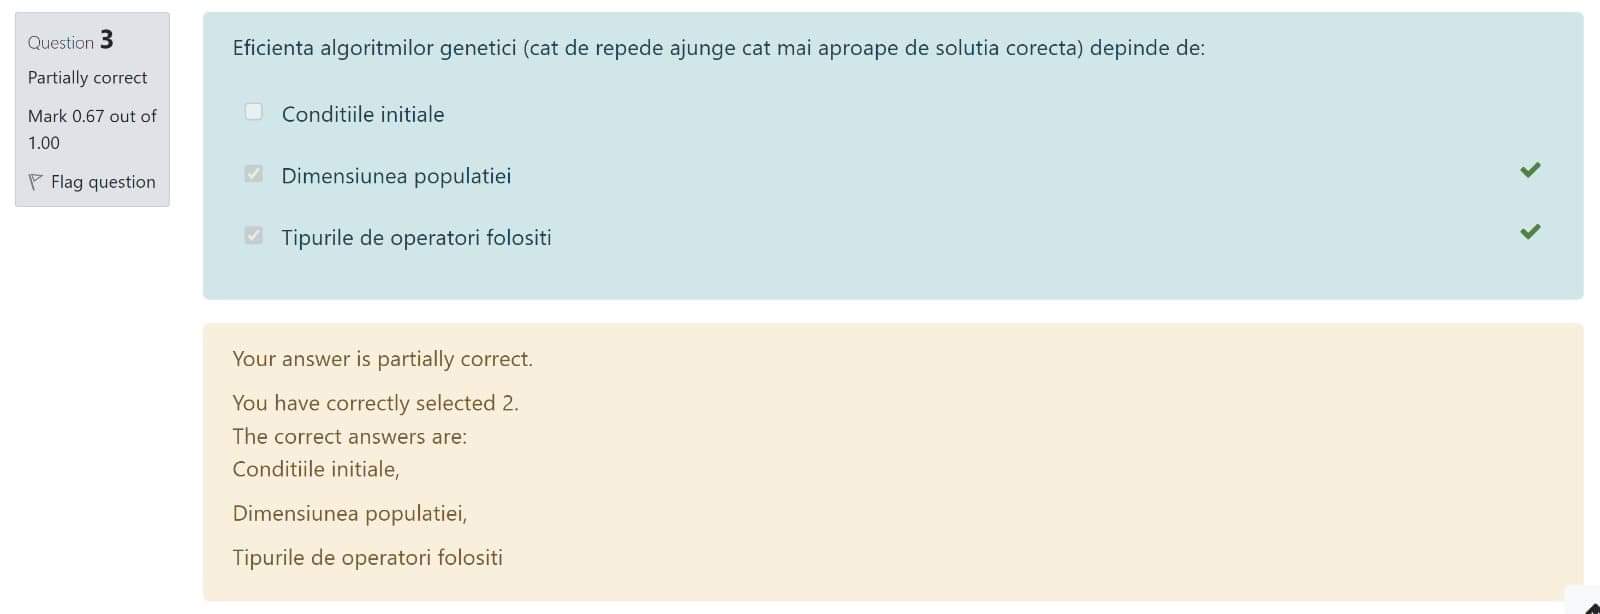 Question 3
Partially correct
Mark 0.67 out of
1.00
Flag question
Eficienta algoritmilor genetici (cat de repede ajunge cat mai aproape de solutia corecta) depinde de:
Conditiile initiale
Dimensiunea populatiei
Tipurile de operatori folositi
Your answer is partially correct.
You have correctly selected 2.
The correct answers are:
Conditiile initiale,
Dimensiunea populatiei,
Tipurile de operatori folositi